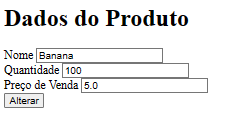 Dados do Produto
Nome Banana
Quantidade 100
Preço de Venda 5.0
Alterar